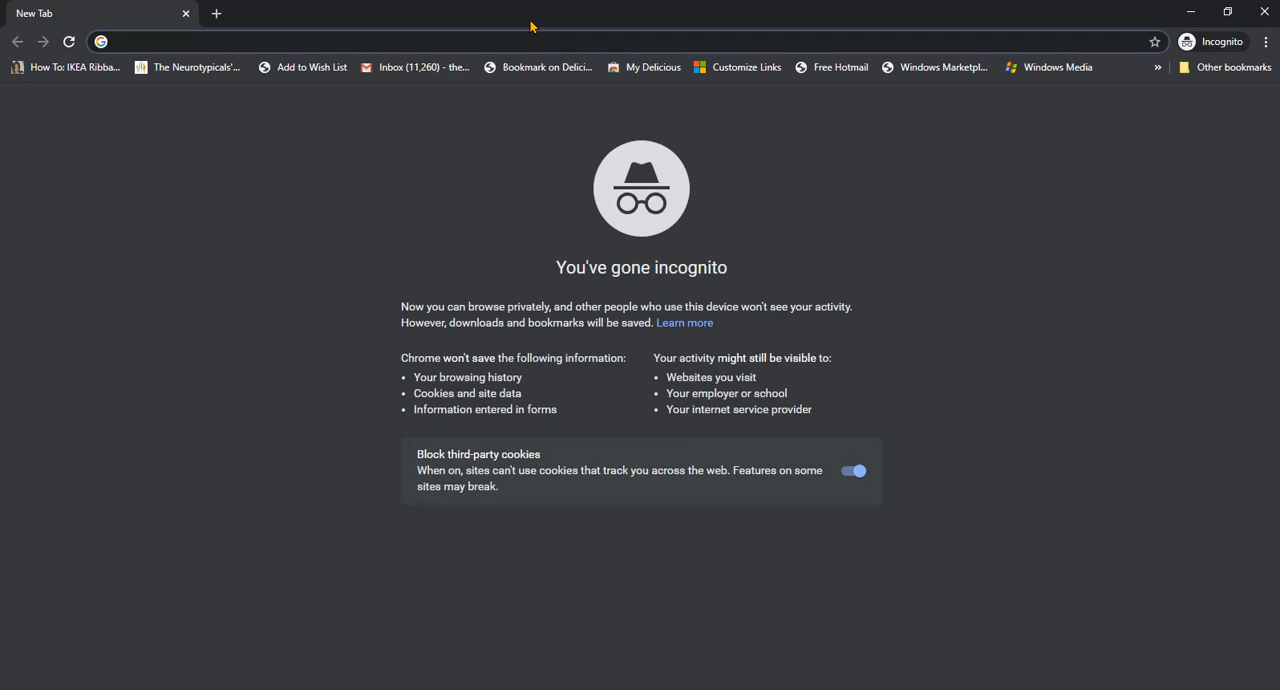 New Tab
Incognito
How To: IKEA Ribba...
The Neurotypicals'...
Add to Wish List
Inbox (11,260) - the...
Bookmark on Delici...
My Delicious
Customize Links
Free Hotmail
Windows Marketpl...
Windows Media
»
Other bookmarks
You've gone incognito
Now you can browse privately, and other people who use this device won't see your activity.
However, downloads and bookmarks will be saved. Learn more
Chrome won't save the following information:
• Your browsing history
• Cookies and site data
• Information entered in forms
Your activity might still be visible to:
• Websites you visit
• Your employer or school
• Your internet service provider
Block third-party cookies
When on, sites can't use cookies that track you across the web. Features on some
sites may break.